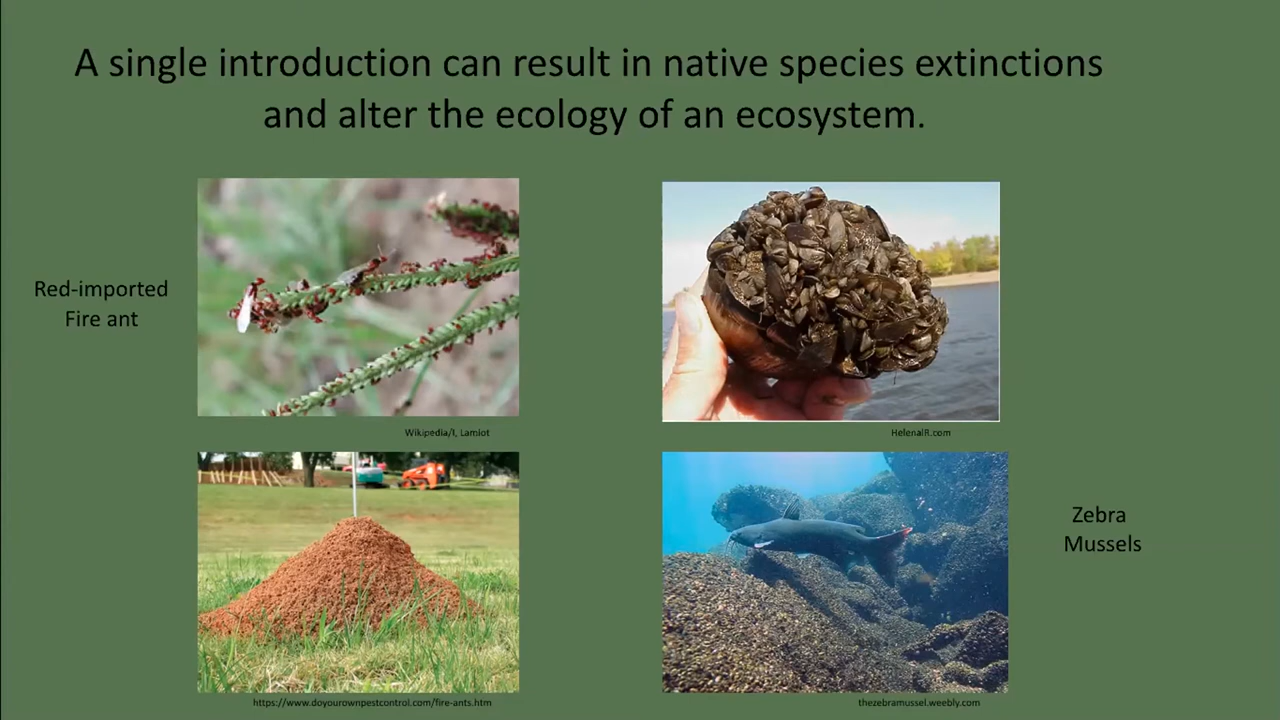 A single introduction can result in native species extinctions
and alter the ecology of an ecosystem.
Red-imported
Fire ant
Wikipedia/I, Lamiot
HelenaIR.com
Zebra
Mussels
https://www.doyourownpestcontrol.com/fire-ants.htm
thezebramussel.weebly.com